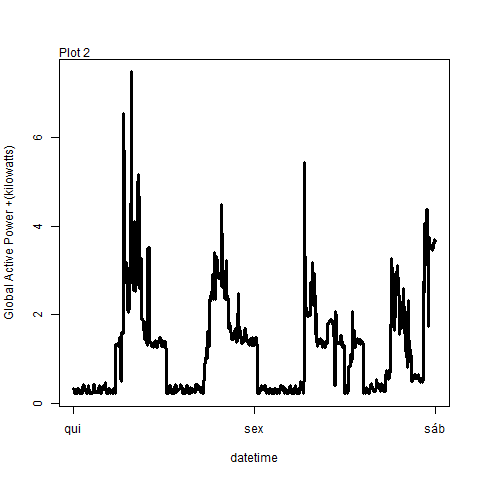 Plot 2
Global Active Power +(kilowatts)
6
4
2
0
qui sex sáb
datetime